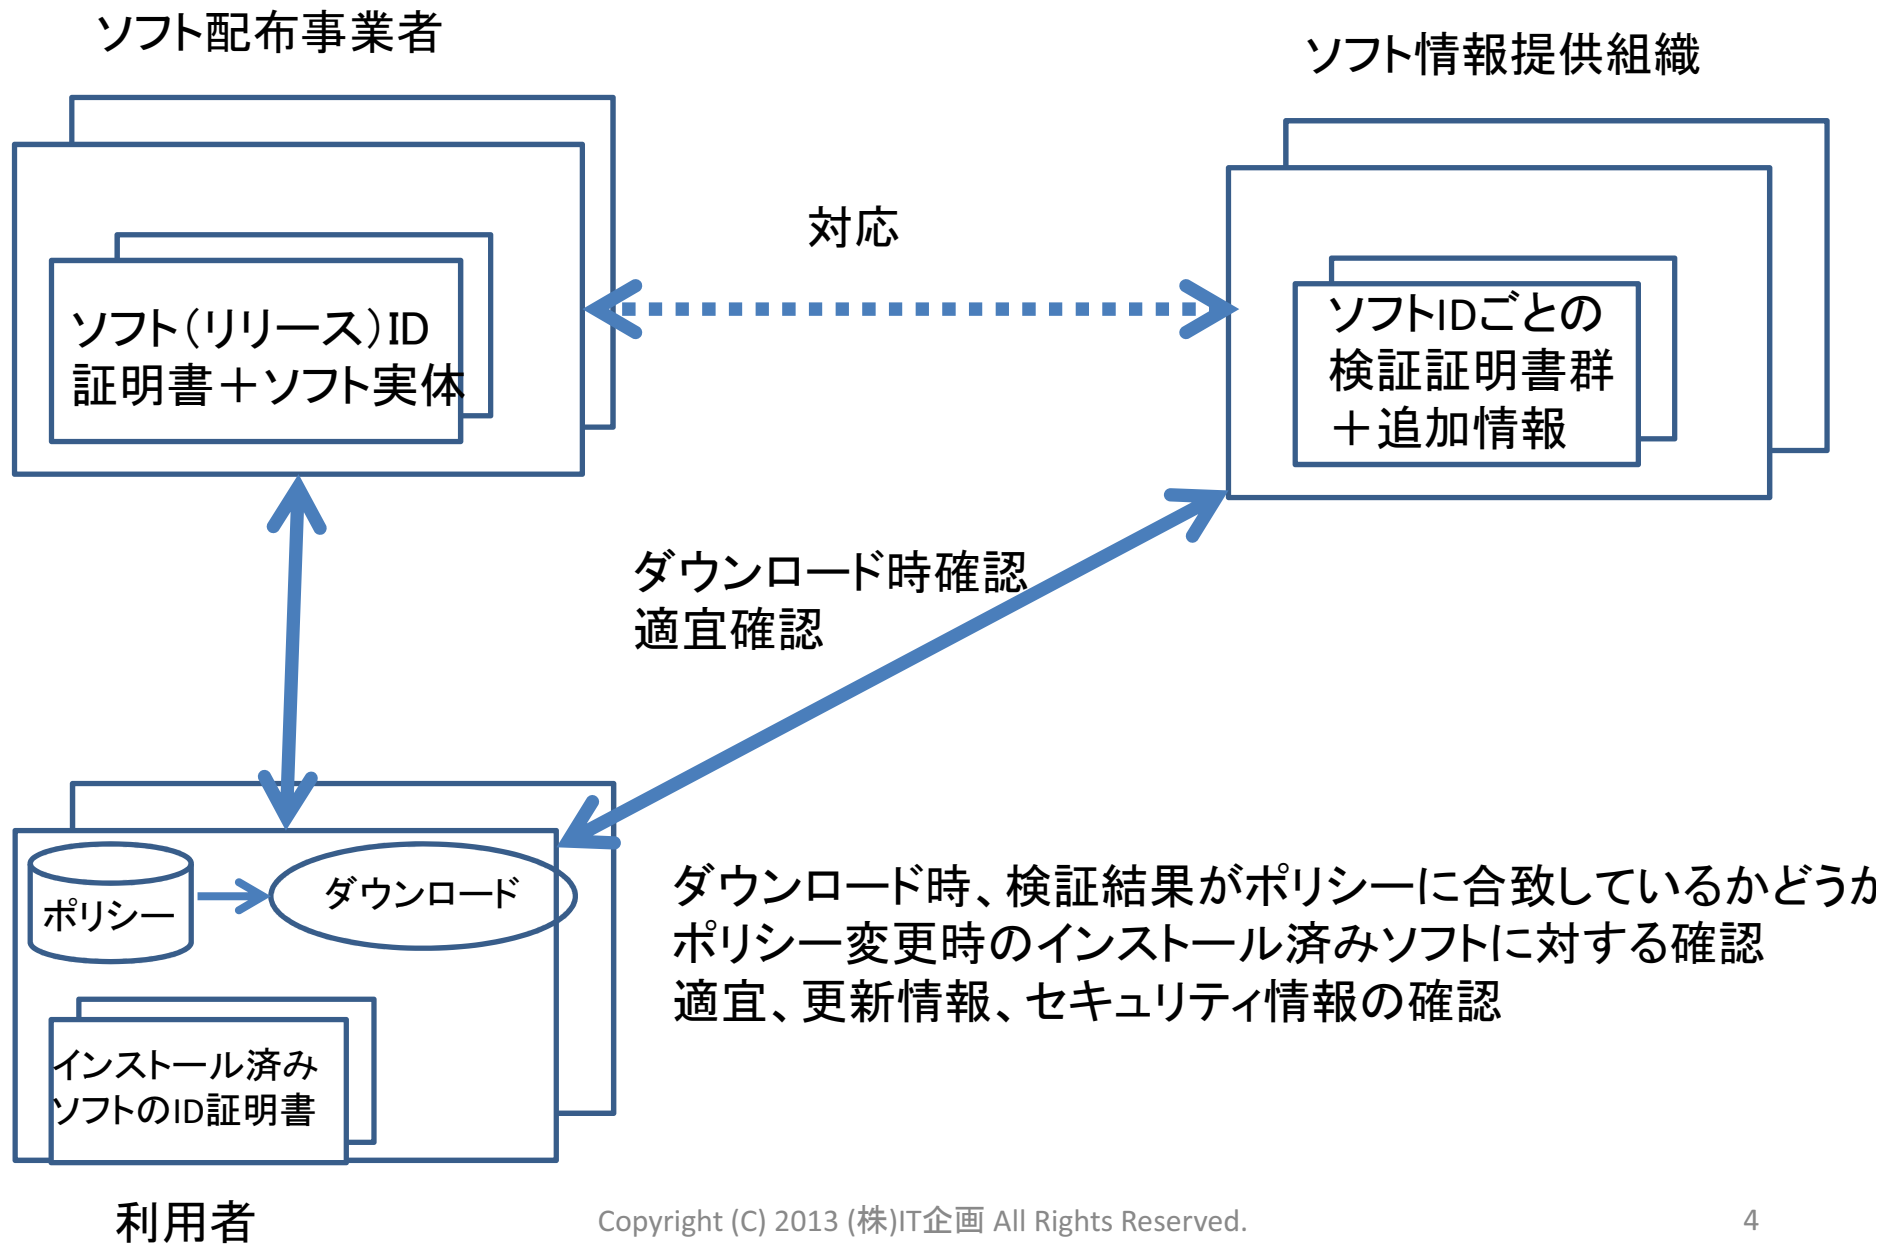 ソフト配布事業者
ソフト情報提供組織
対応
ソフト（リリース）ID
証明書＋ソフト実体
ソフトIDごとの
検証証明書群
＋追加情報
ダウンロード時確認
適宜確認
ポリシー
ダウンロード
ダウンロード時、検証結果がポリシーに合致しているかどうか
ポリシー変更時のインストール済みソフトに対する確認
適宜、更新情報、セキュリティ情報の確認
インストール済み
ソフトのID証明書
利用者
Copyright (C) 2013 (株)IT企画 All Rights Reserved.
4